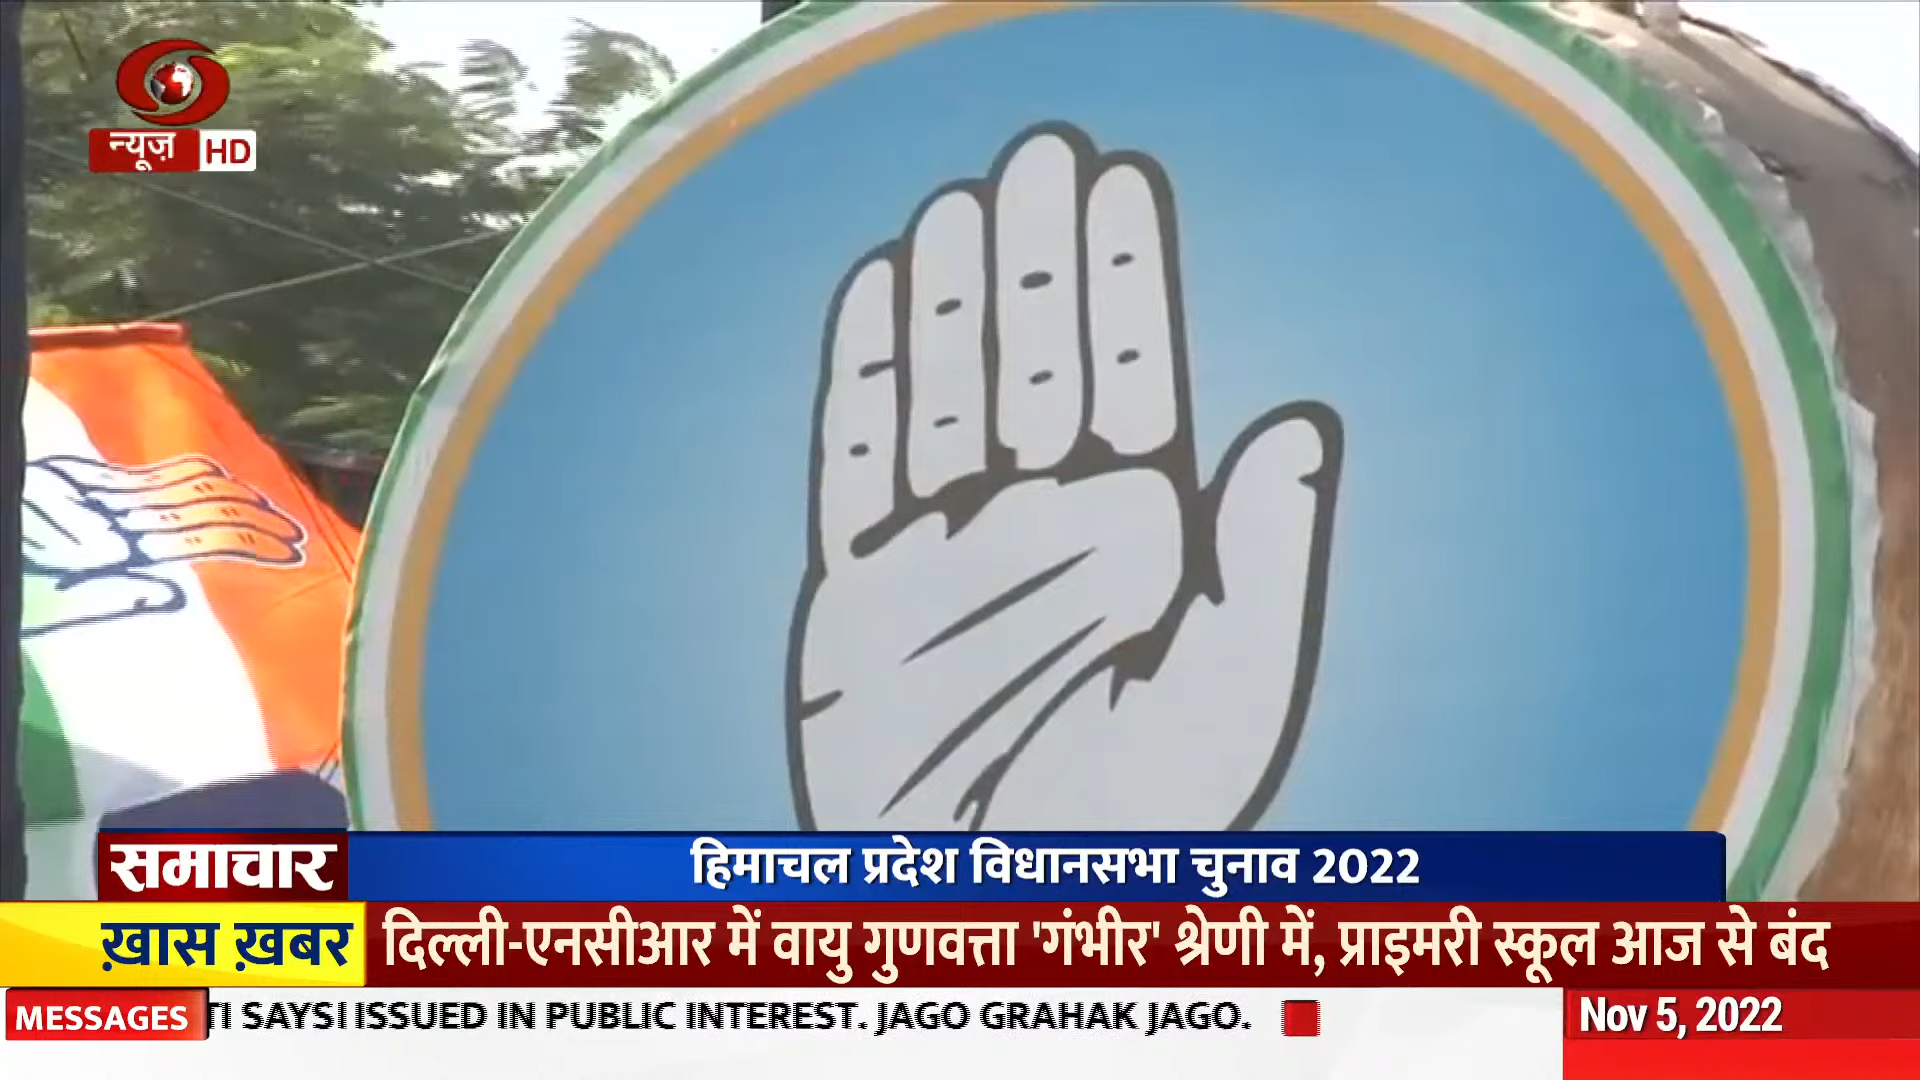 न्यूज़ HD
समाचार
हिमाचल प्रदेश विधानसभा चुनाव 2022
ख़ास ख़बर
दिल्ली-एनसीआर में वायु गुणवत्ता 'गंभीर' श्रेणी में, प्राइमरी स्कूल आज से बंद
MESSAGES
TI SAYS! ISSUED IN PUBLIC INTEREST. JAGO GRAHAK JAGO.
Nov 5, 2022